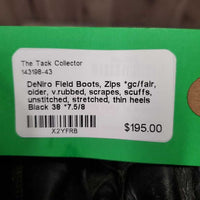 The Tack Collector
143198-43
DeNiro Field Boots, Zips *gc/fair,
older, v.rubbed, scrapes, scuffs,
unstitched, stretched, thin heels
Black 38 *7.5/8
X2YFRB
$195.00